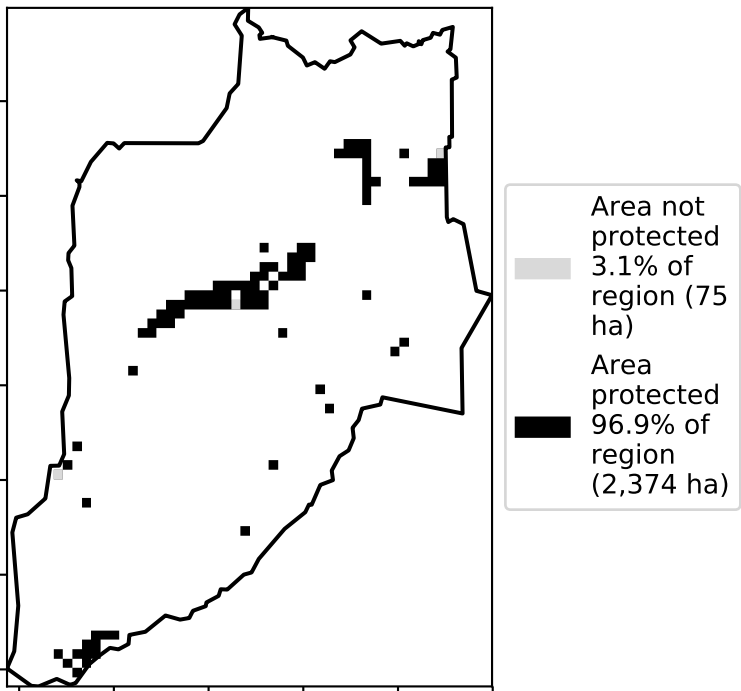 Area not
protected
3.1% of
region (75
ha)
Area
protected
96.9% of
region
(2,374 ha)